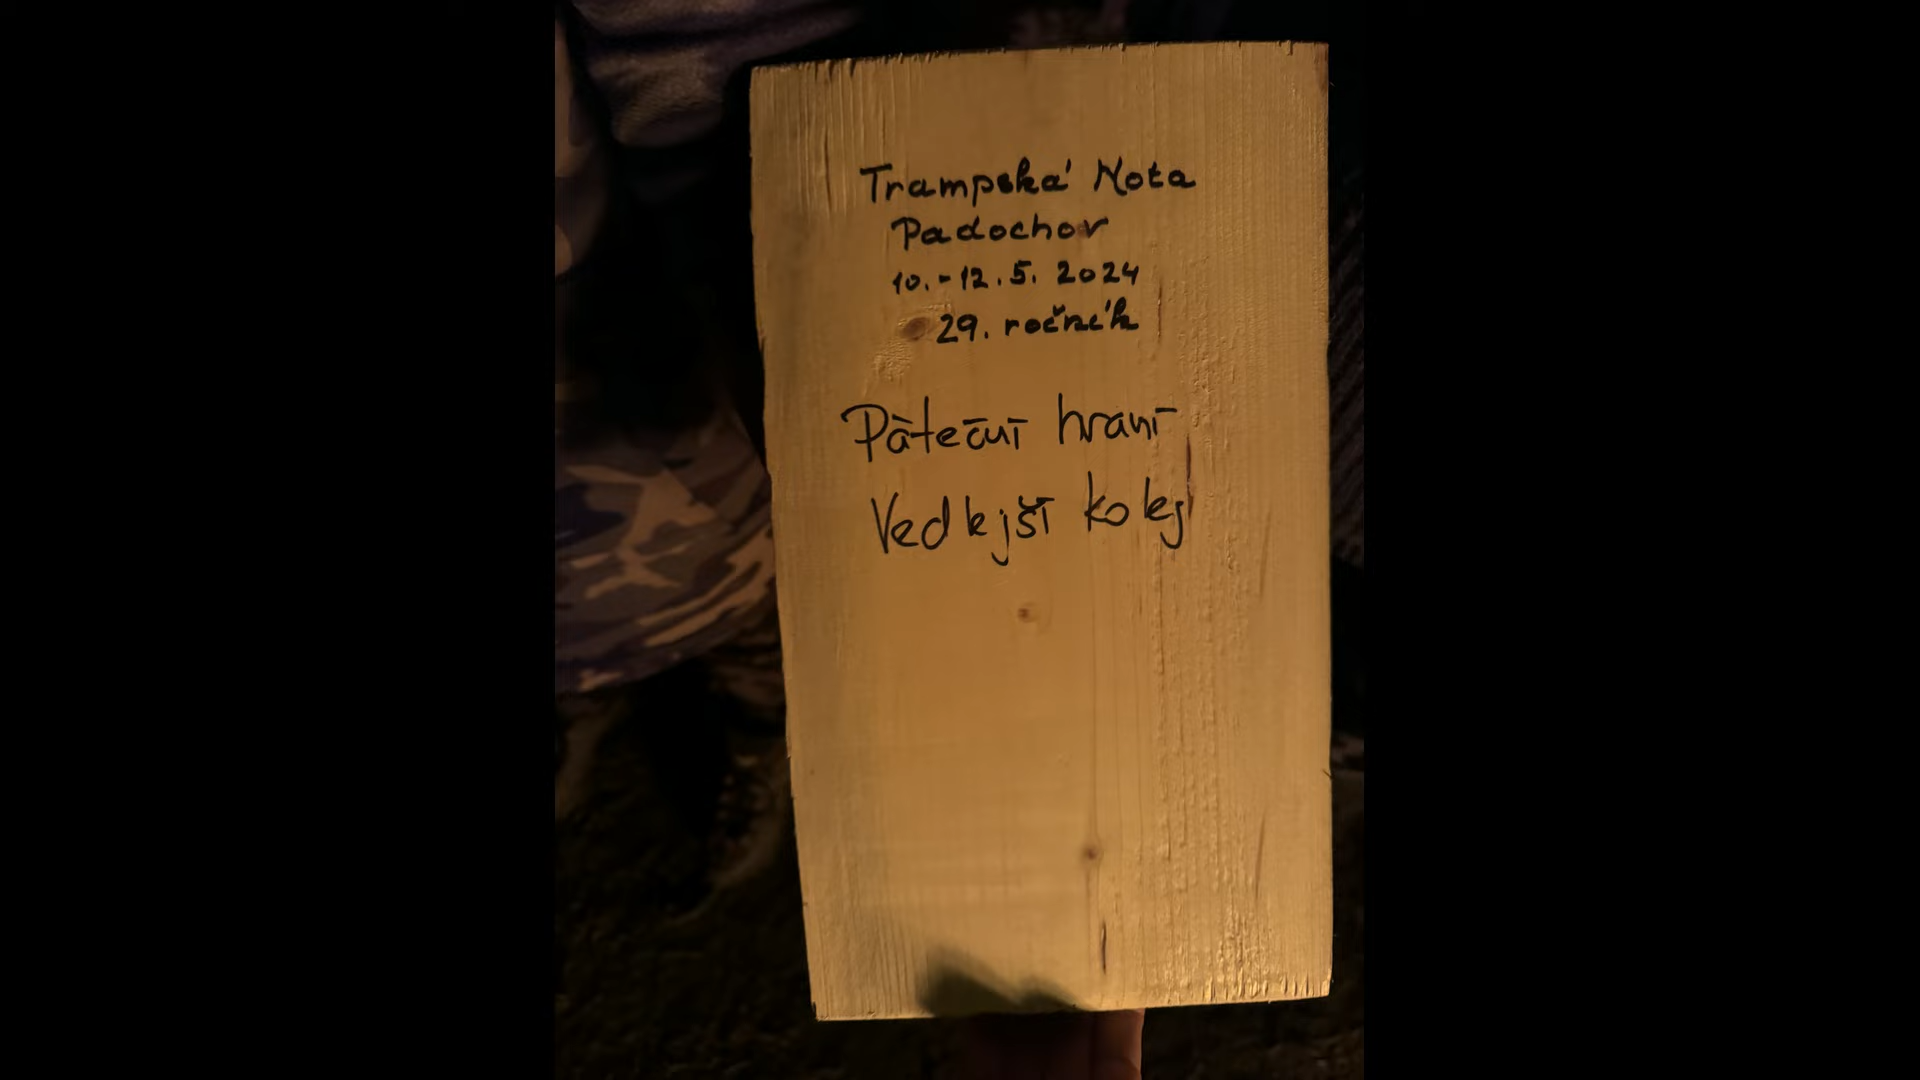 Trampská Nota
Padochov
10.-12.5. 2024
29. ročník
Páteční hraní
Vedlejší kolej